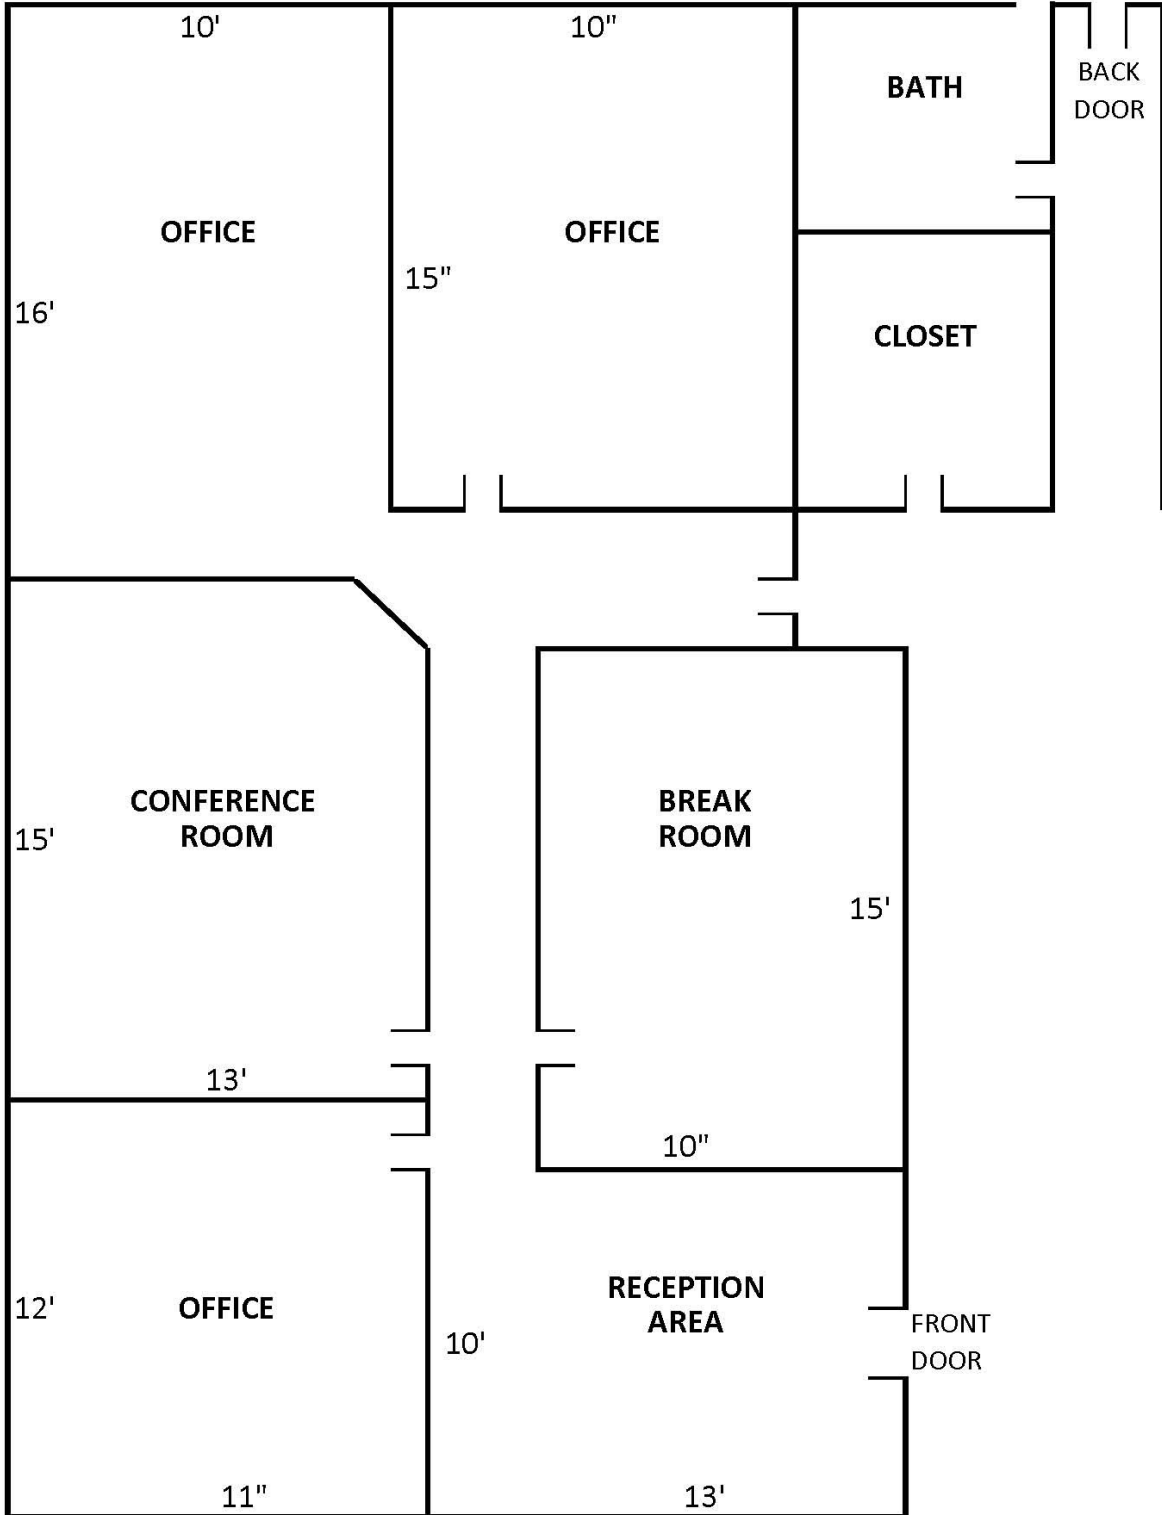 10'
10"
BATH
BACK
DOOR
OFFICE
OFFICE
15"
16'
CLOSET
CONFERENCE
ROOM
BREAK
ROOM
15'
15'
13'
10"
OFFICE
RECEPTION
AREA
12'
10'
FRONT
DOOR
11"
13'